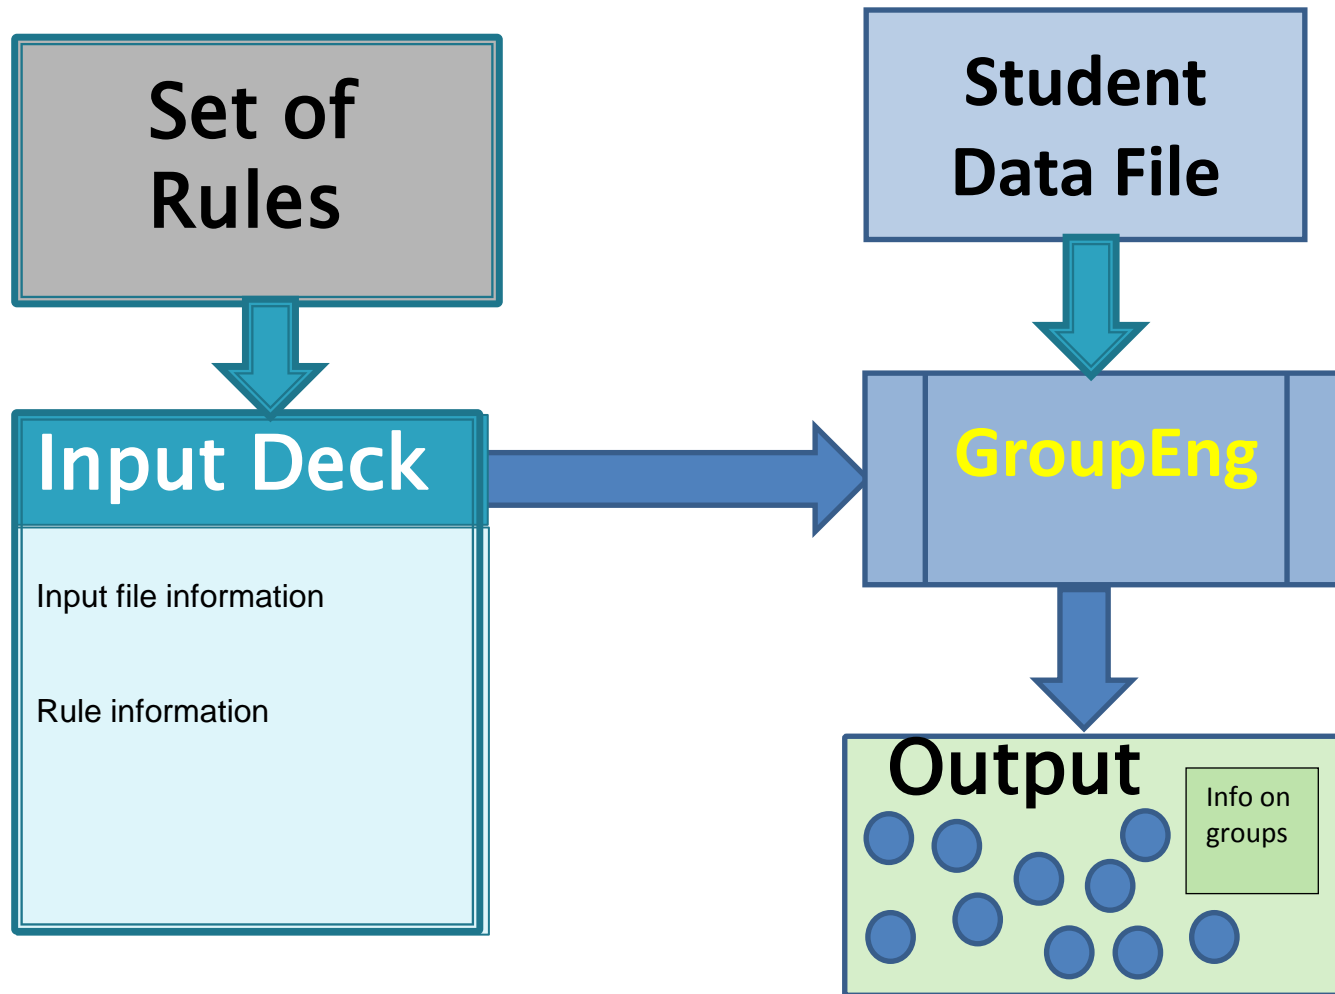 Set of
Rules
Student
Data File
Input Deck
Input file information
Rule information
GroupEng
Output
Info on
groups